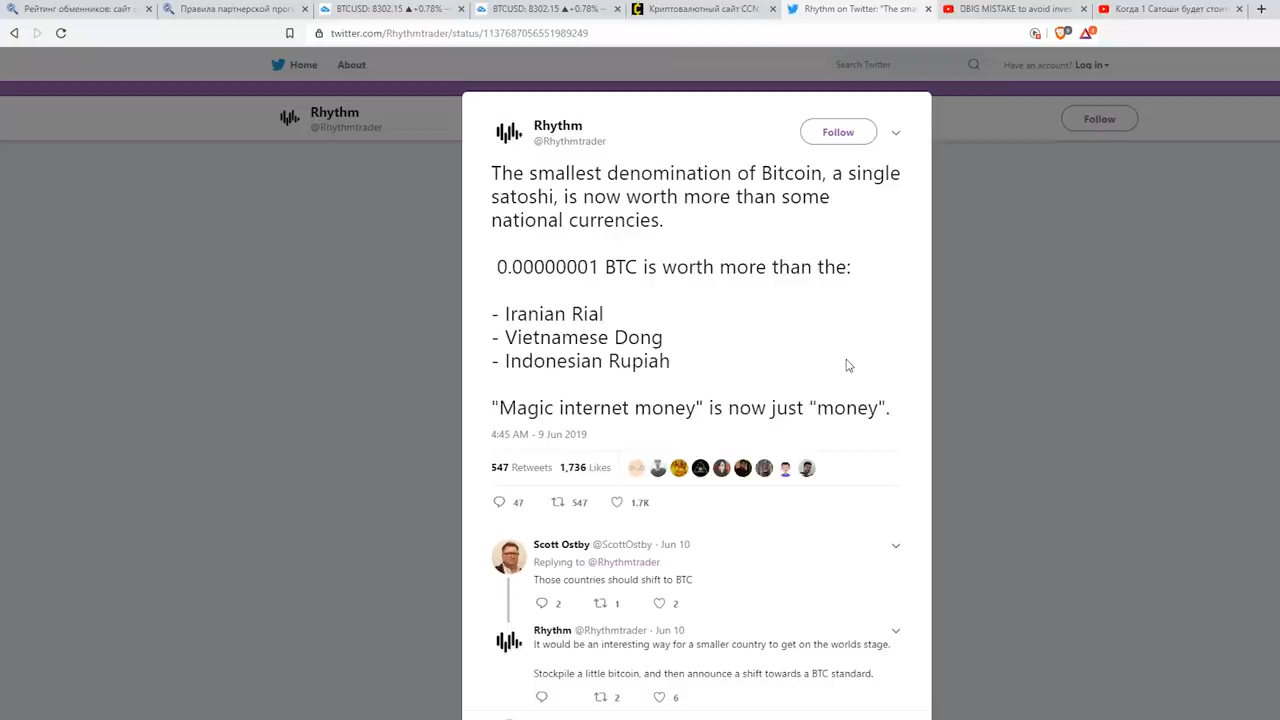 Рейтинг обменников: сайт с
Правила партнерской прог
BTCUSD: 8302.15 ▲+0.78% —
BTCUSD: 8302.15 ▲+0.78% —
Криптовалютный сайт CCN
Rhythm on Twitter: "The sma
BIG MISTAKE to avoid inves
Когда 1 Сатоши будет стоит
twitter.com/Rhythmtrader/status/1137687056551989249
Home
About
Search Twitter
Have an account? Log in
Rhythm
@Rhythmtrader
Follow
Rhythm
@Rhythmtrader
Follow
The smallest denomination of Bitcoin, a single
satoshi, is now worth more than some
national currencies.
0.00000001 BTC is worth more than the:
- Iranian Rial
- Vietnamese Dong
- Indonesian Rupiah
"Magic internet money" is now just "money".
4:45 AM - 9 Jun 2019
547 Retweets 1,736 Likes
47 547 1.7K
Scott Ostby @ScottOstby · Jun 10
Replying to @Rhythmtrader
Those countries should shift to BTC
2 1 2
Rhythm @Rhythmtrader · Jun 10
It would be an interesting way for a smaller country to get on the worlds stage.
Stockpile a little bitcoin, and then announce a shift towards a BTC standard.
2 6